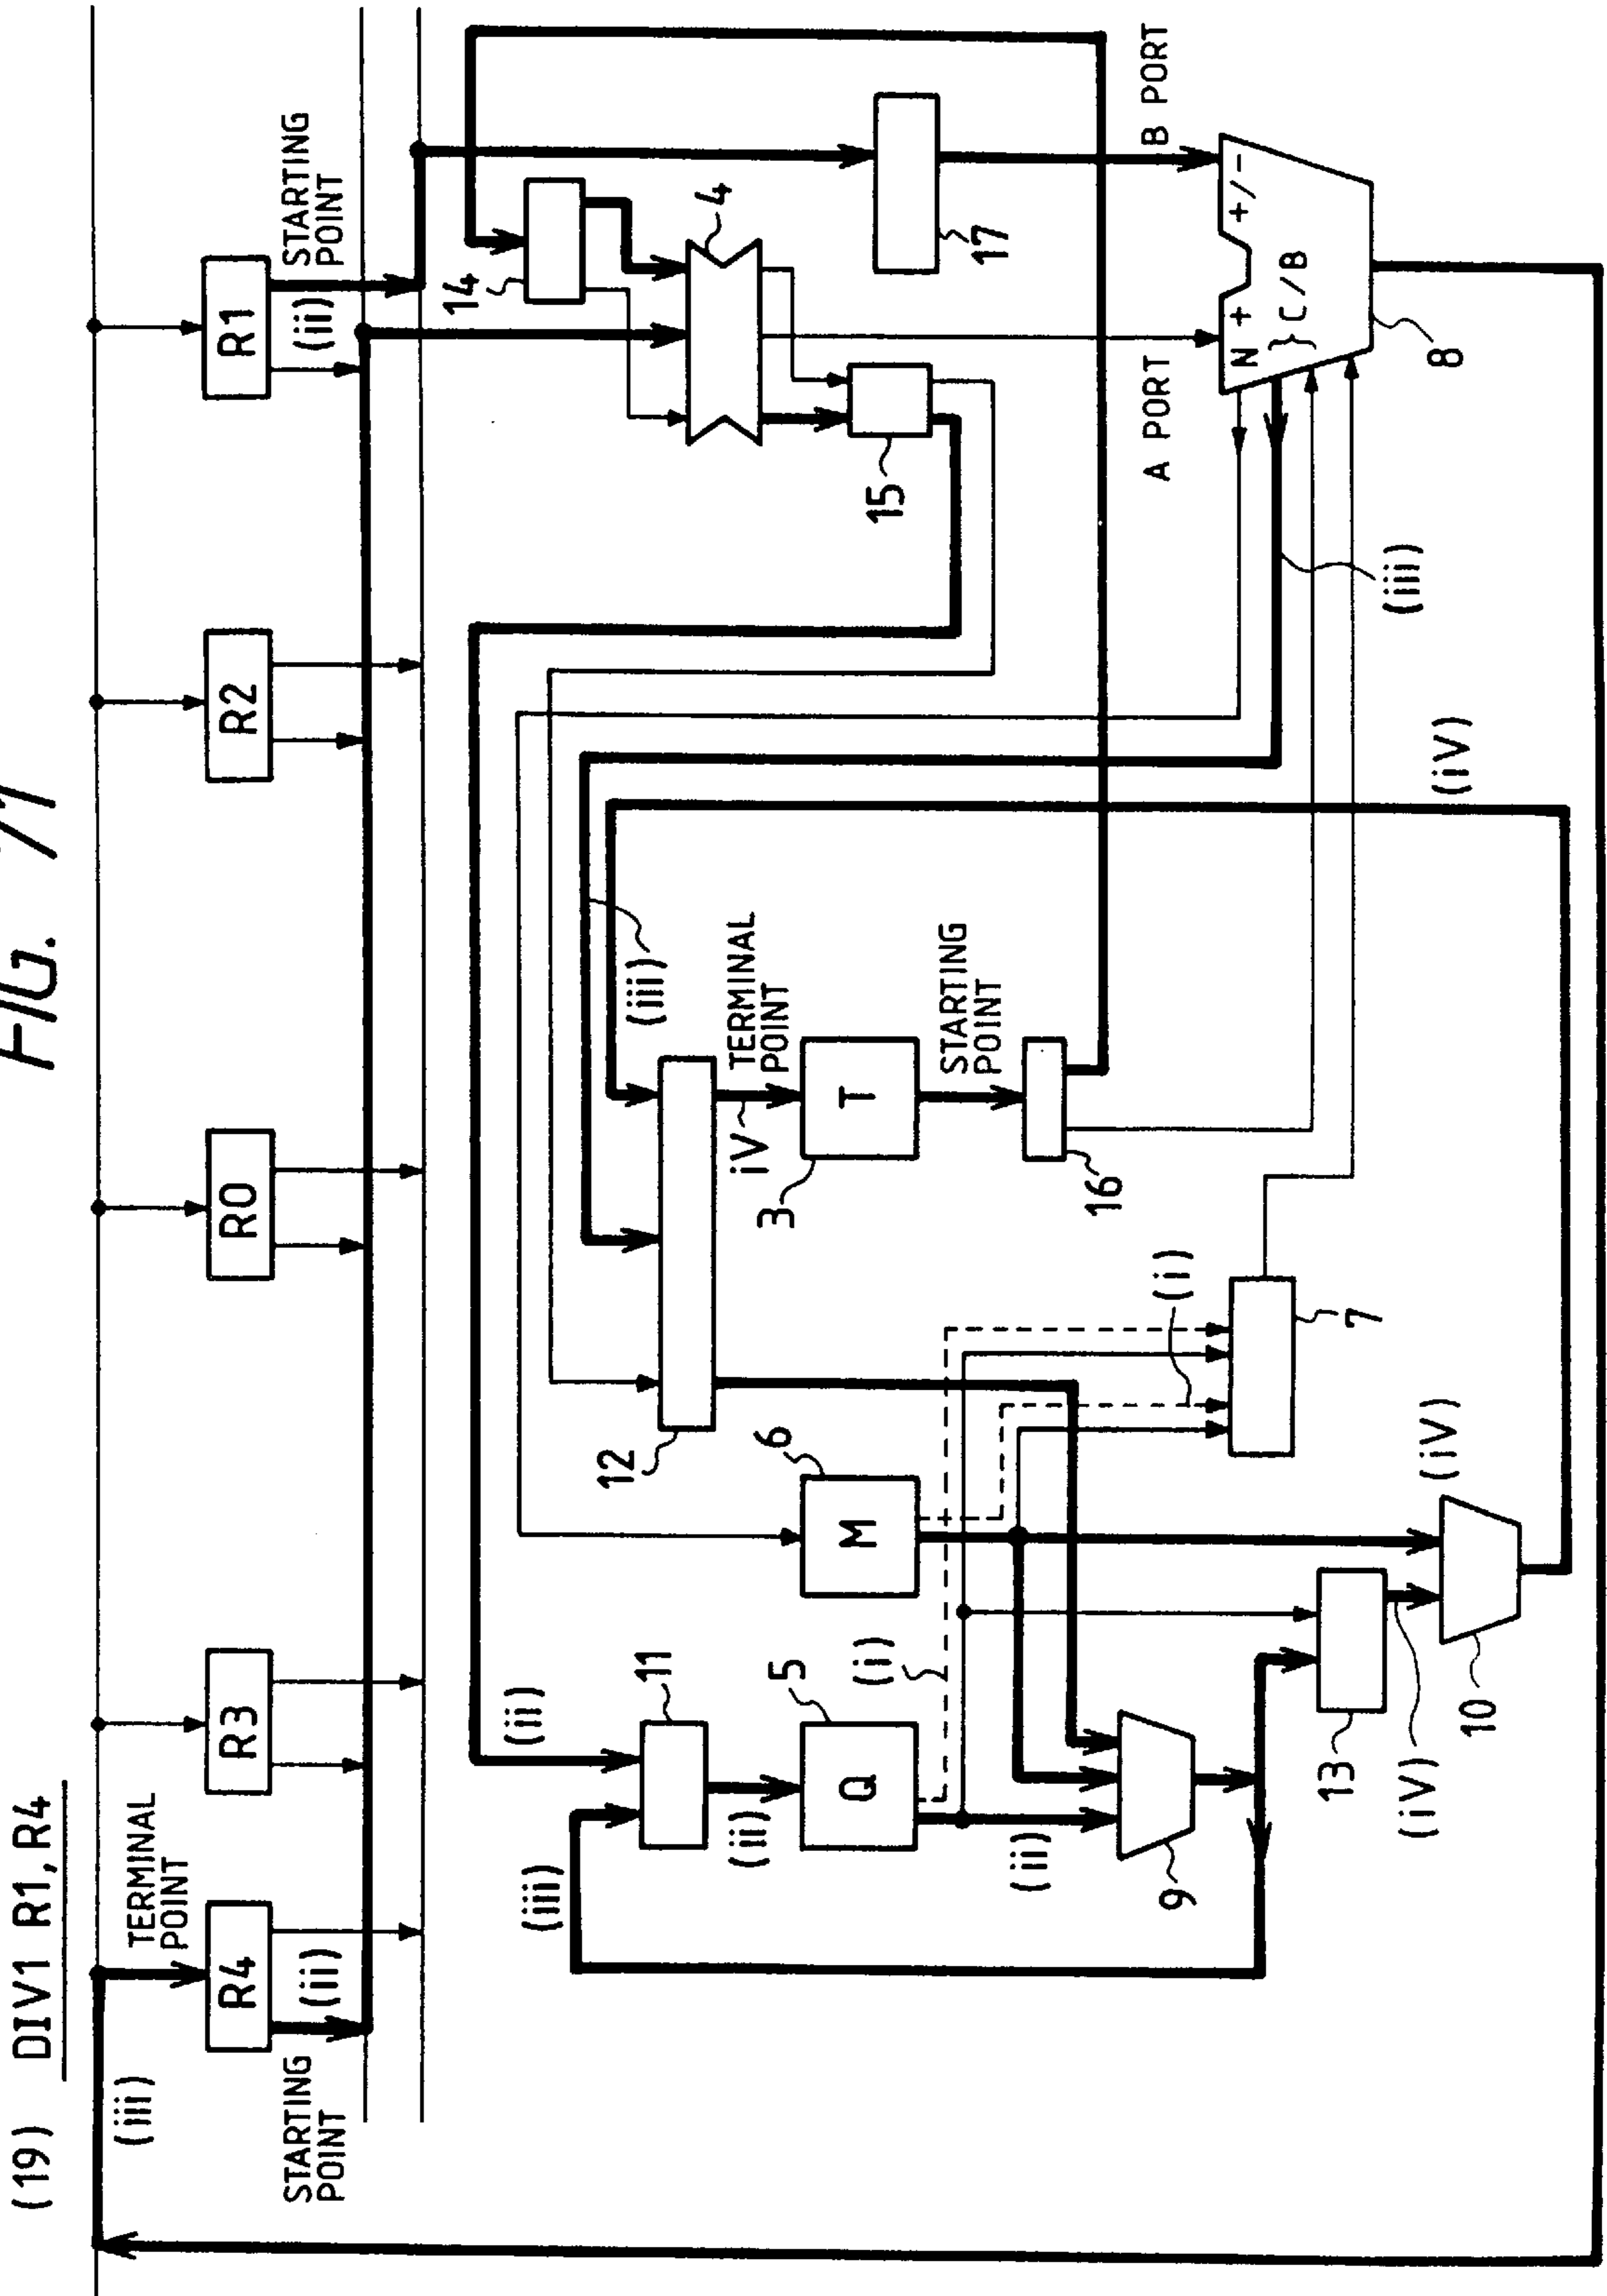 FIG.
(19) DIV1 R1,R4
(iii)
TERMINAL
POINT
R4
R3
R0
R2
R1
STARTING
POINT
(ii)
STARTING
POINT
(ii)
14
4
(iii)
(ii)
11
12
(iii)
TERMINAL
POINT
iV
(ii)
5
Q
6
M
3
T
15
17
(i)
STARTING
POINT
(ii)
16
9
(i)
A PORT
B PORT
N + +/-
} C/B
13
7
(iii)
8
(iV)
10
(iV)
(iV)